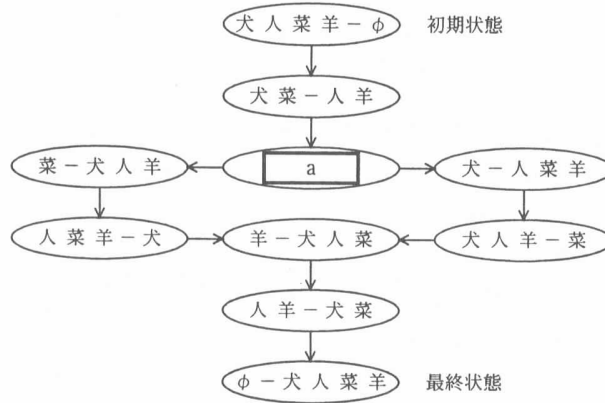 犬人菜羊－φ 初期状態
犬菜－人羊
菜－犬人羊 a 犬－人菜羊
人菜羊－犬 羊－犬人菜 犬人羊－菜
人羊－犬菜
φ－犬人菜羊 最終状態